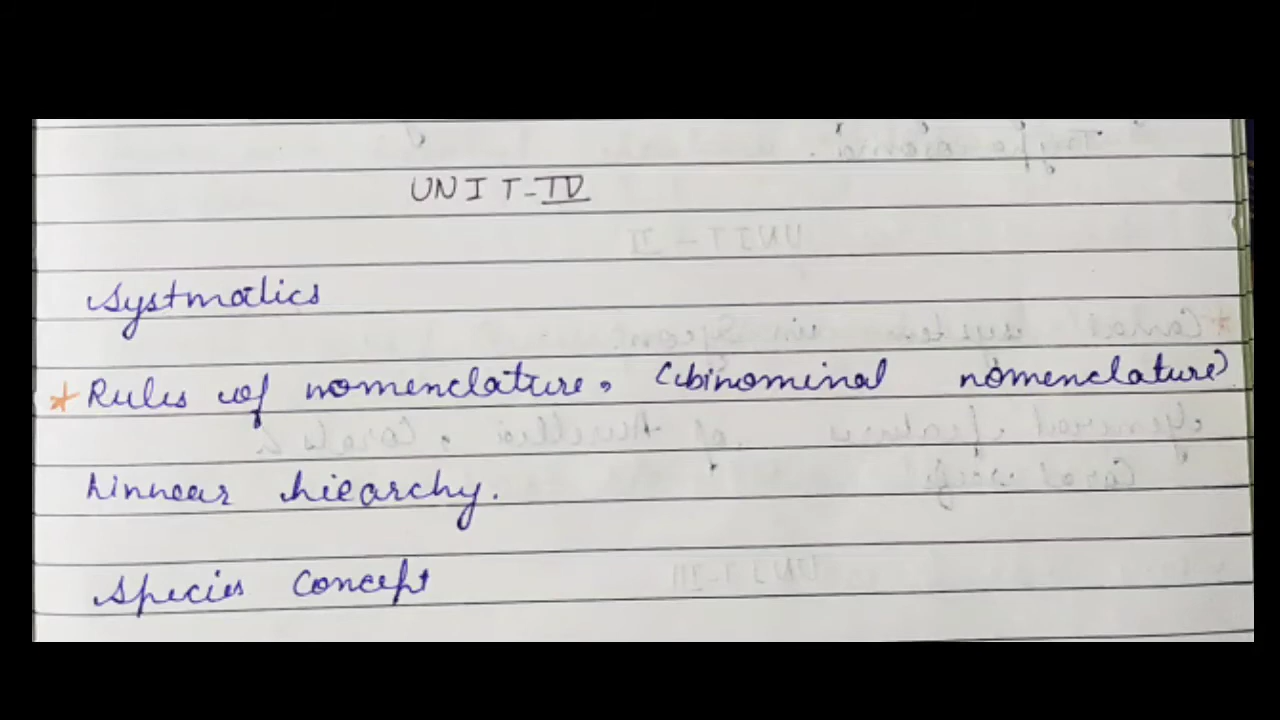 UNIT-IV
Systmatics
* Rules of nomenclature, (binominal nomenclature)
Linnear hiearchy.
Species Concept